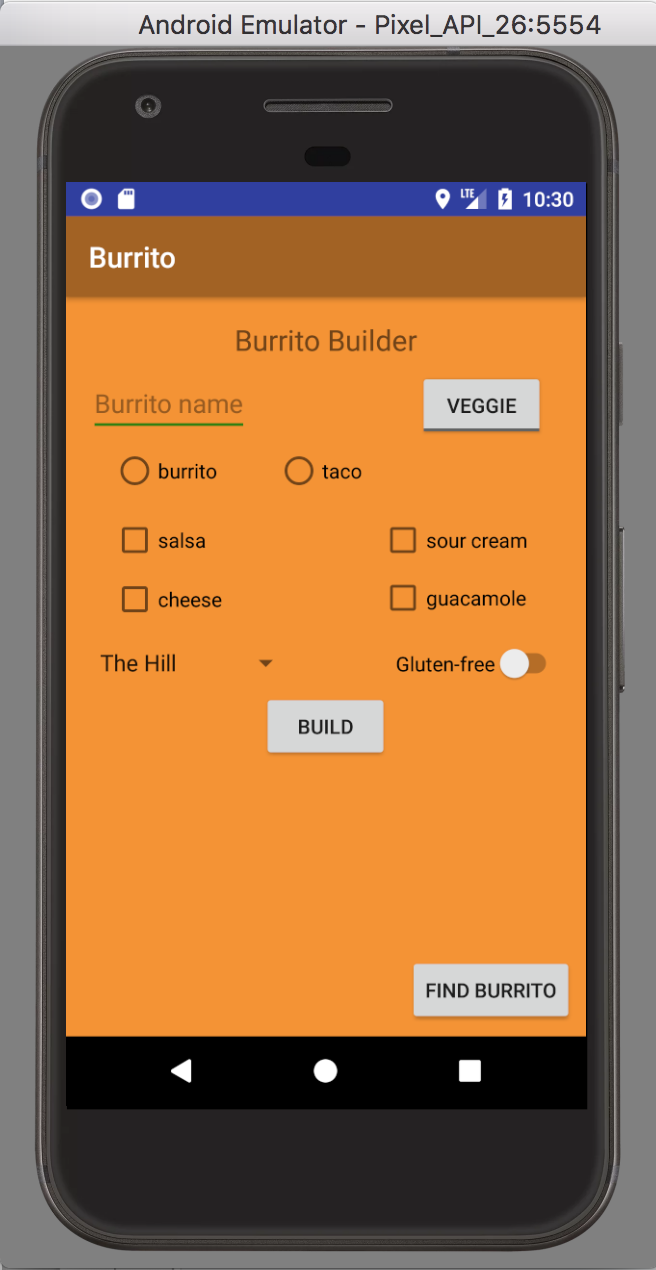 Android Emulator - Pixel_API_26:5554
LTE 10:30
Burrito
Burrito Builder
Burrito name VEGGIE
burrito taco
salsa sour cream
cheese guacamole
The Hill Gluten-free
BUILD
FIND BURRITO